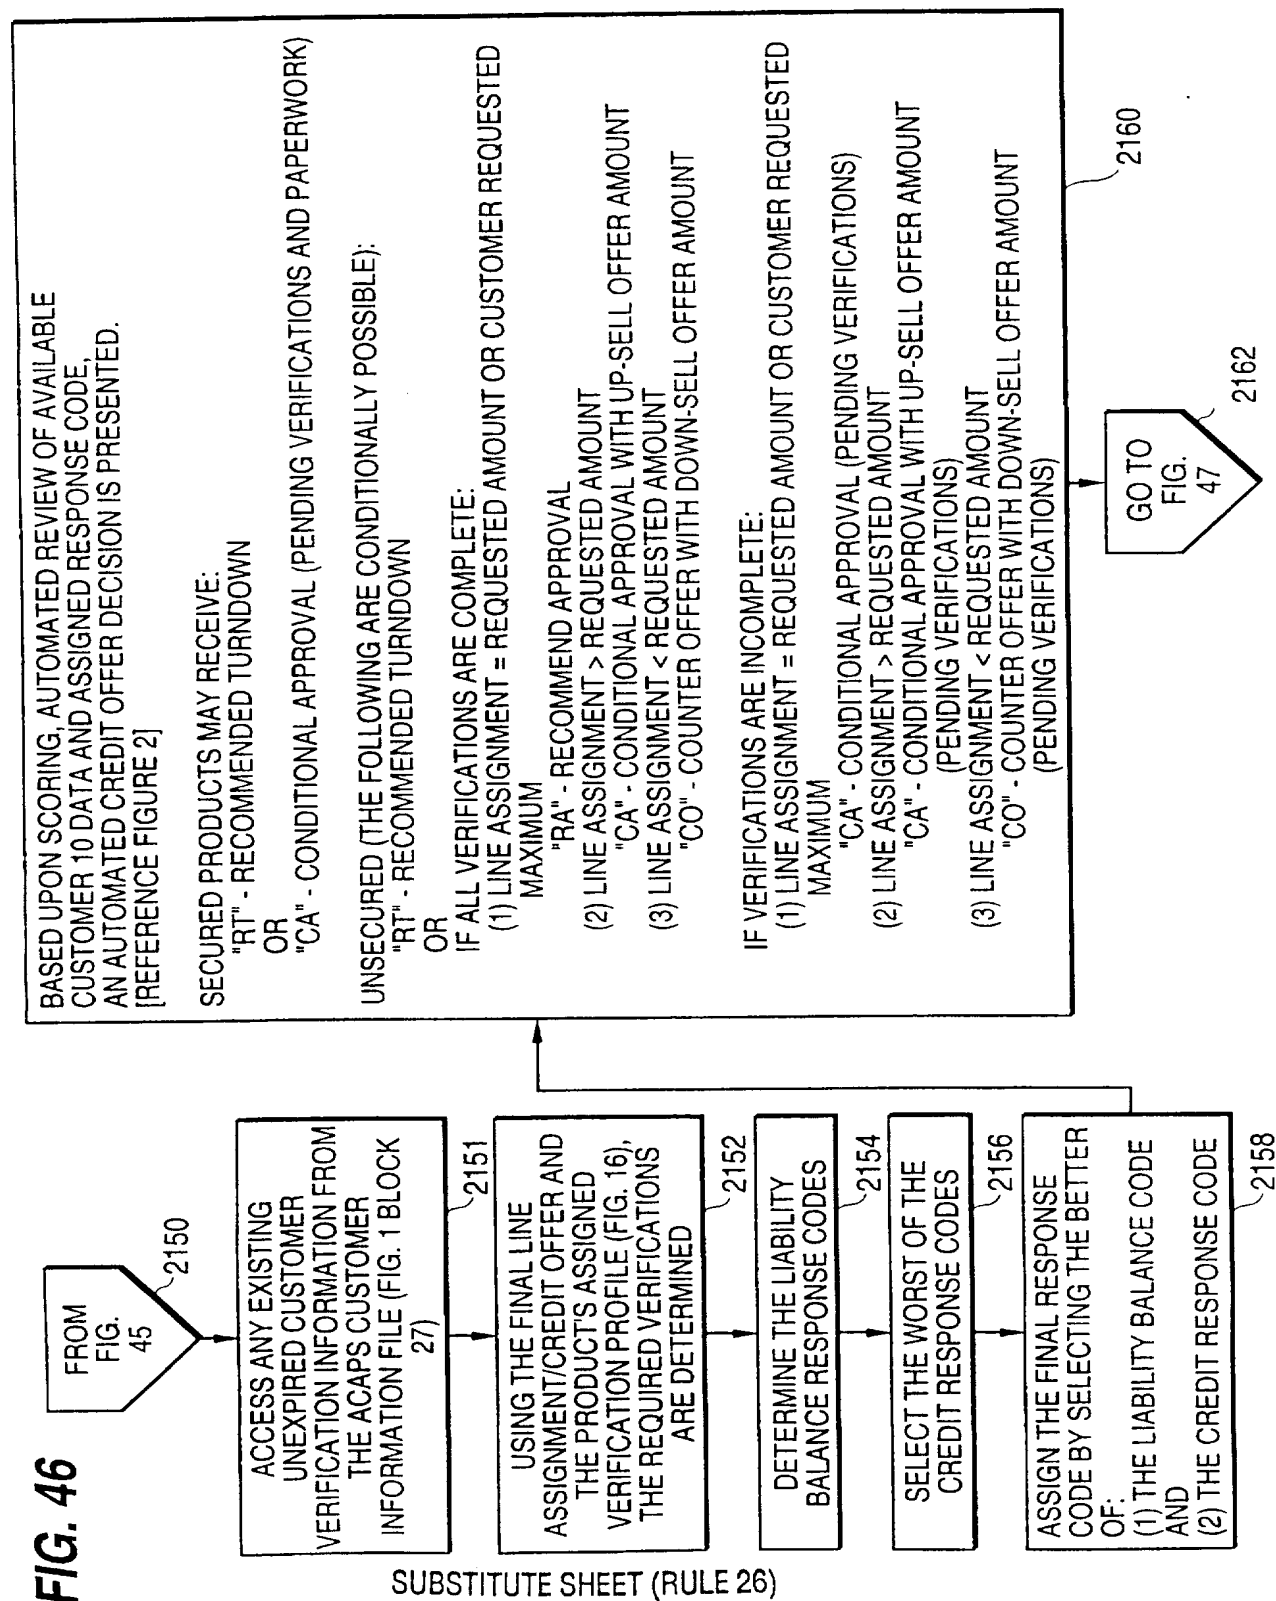 FIG. 46
FROM
FIG.
45
2150
ACCESS ANY EXISTING
UNEXPIRED CUSTOMER
VERIFICATION INFORMATION FROM
THE ACAPS CUSTOMER
INFORMATION FILE (FIG. 1 BLOCK
27)
2151
USING THE FINAL LINE
ASSIGNMENT/CREDIT OFFER AND
THE PRODUCT'S ASSIGNED
VERIFICATION PROFILE (FIG. 16),
THE REQUIRED VERIFICATIONS
ARE DETERMINED
2152
DETERMINE THE LIABILITY
BALANCE RESPONSE CODES
2154
SELECT THE WORST OF THE
CREDIT RESPONSE CODES
2156
ASSIGN THE FINAL RESPONSE
CODE BY SELECTING THE BETTER
OF:
(1) THE LIABILITY BALANCE CODE
AND
(2) THE CREDIT RESPONSE CODE
2158
BASED UPON SCORING, AUTOMATED REVIEW OF AVAILABLE
CUSTOMER 10 DATA AND ASSIGNED RESPONSE CODE,
AN AUTOMATED CREDIT OFFER DECISION IS PRESENTED.
[REFERENCE FIGURE 2]
SECURED PRODUCTS MAY RECEIVE:
"RT" - RECOMMENDED TURNDOWN
OR
"CA" - CONDITIONAL APPROVAL (PENDING VERIFICATIONS AND PAPERWORK)
UNSECURED (THE FOLLOWING ARE CONDITIONALLY POSSIBLE):
"RT" - RECOMMENDED TURNDOWN
OR
IF ALL VERIFICATIONS ARE COMPLETE:
(1) LINE ASSIGNMENT = REQUESTED AMOUNT OR CUSTOMER REQUESTED
MAXIMUM
"RA" - RECOMMEND APPROVAL
(2) LINE ASSIGNMENT > REQUESTED AMOUNT
"CA" - CONDITIONAL APPROVAL WITH UP-SELL OFFER AMOUNT
(3) LINE ASSIGNMENT < REQUESTED AMOUNT
"CO" - COUNTER OFFER WITH DOWN-SELL OFFER AMOUNT
IF VERIFICATIONS ARE INCOMPLETE:
(1) LINE ASSIGNMENT = REQUESTED AMOUNT OR CUSTOMER REQUESTED
MAXIMUM
"CA" - CONDITIONAL APPROVAL (PENDING VERIFICATIONS)
(2) LINE ASSIGNMENT > REQUESTED AMOUNT
"CA" - CONDITIONAL APPROVAL WITH UP-SELL OFFER AMOUNT
(PENDING VERIFICATIONS)
(3) LINE ASSIGNMENT < REQUESTED AMOUNT
"CO" - COUNTER OFFER WITH DOWN-SELL OFFER AMOUNT
(PENDING VERIFICATIONS)
2160
GO TO
FIG.
47
2162
SUBSTITUTE SHEET (RULE 26)